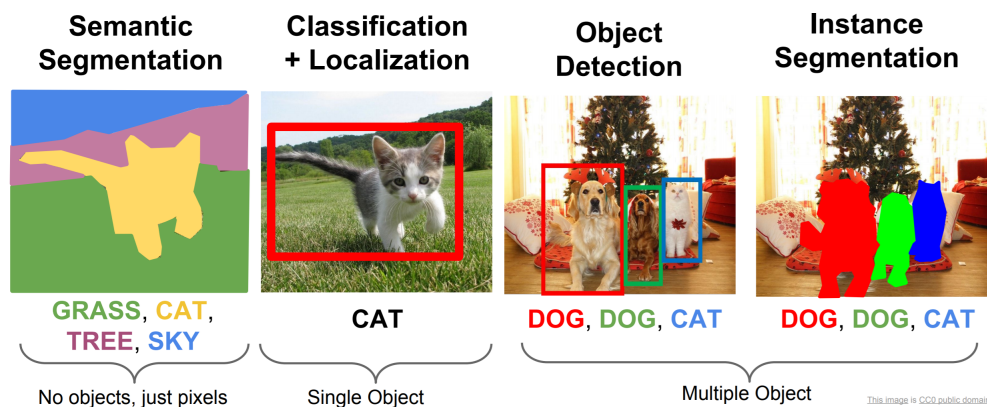 Semantic
Segmentation
Classification
+ Localization
Object
Detection
Instance
Segmentation
GRASS, CAT,
TREE, SKY
CAT
DOG, DOG, CAT
DOG, DOG, CAT
No objects, just pixels
Single Object
Multiple Object
This image is CC0 public domain